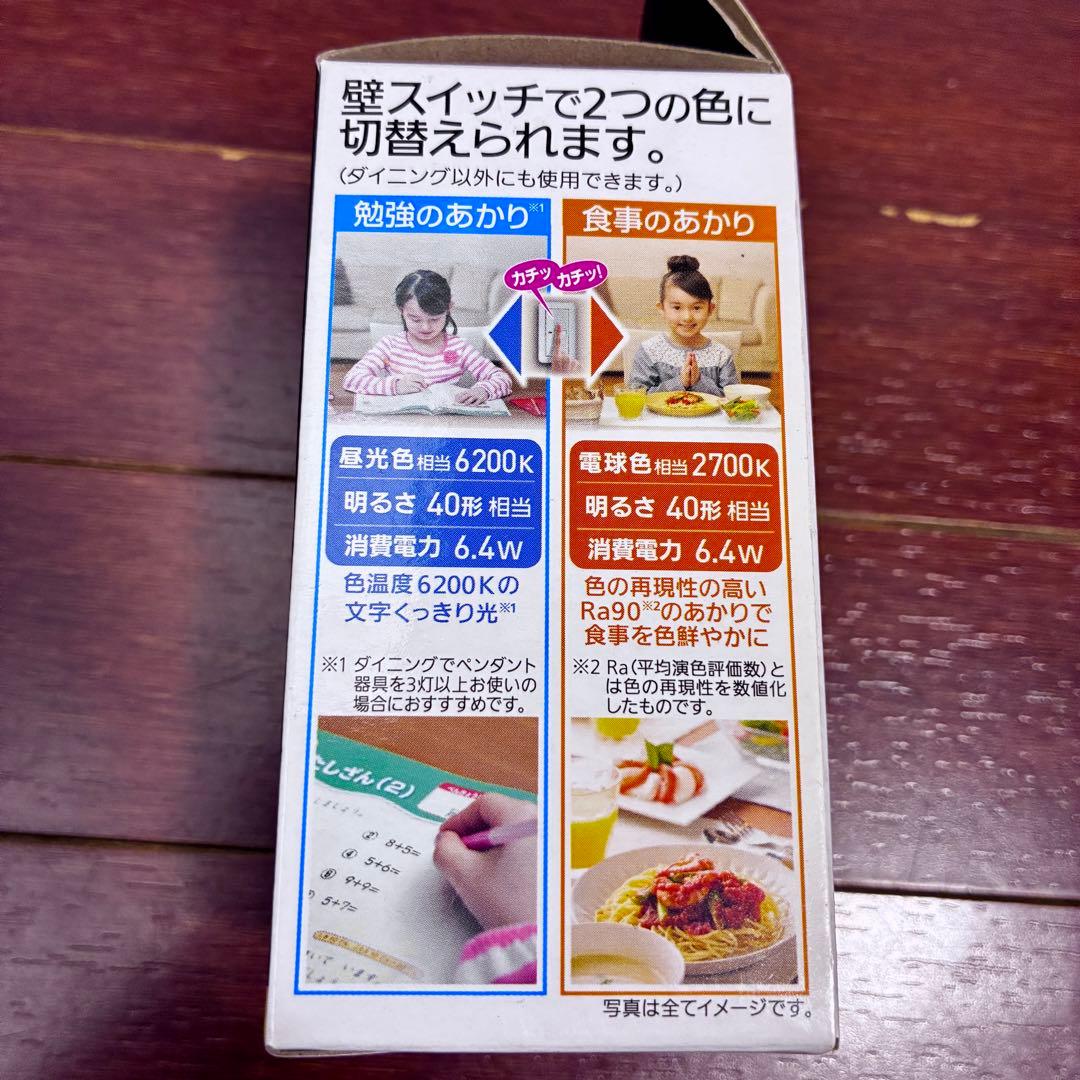 壁スイッチで2つの色に
切替えられます。
(ダイニング以外にも使用できます。)
勉強のあかり※1
食事のあかり
カチッ
カチッ!
昼光色相当6200K
明るさ 40形相当
消費電力 6.4W
色温度6200Kの
文字くっきり光※1
※1 ダイニングでペンダント
器具を3灯以上お使いの
場合におすすめです。
たしざん(2)
② 8+5=
④ 5+6=
⑧ 9+9=
5+7=
電球色相当2700K
明るさ 40形相当
消費電力 6.4W
色の再現性の高い
Ra90※2のあかりで
食事を色鮮やかに
※2 Ra(平均演色評価数)と
は色の再現性を数値化
したものです。
写真は全てイメージです。